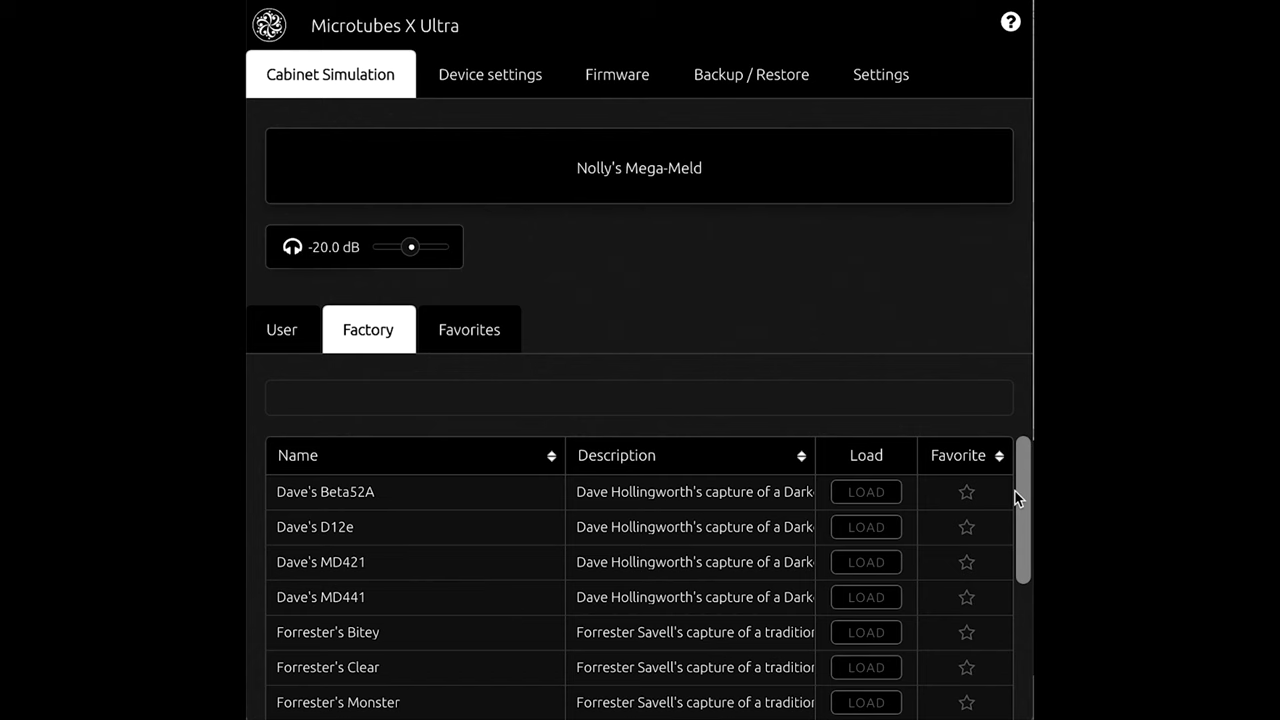 Microtubes X Ultra
?
Cabinet Simulation Device settings Firmware Backup / Restore Settings
Nolly's Mega-Meld
-20.0 dB
User Factory Favorites
Name Description Load Favorite
Dave's Beta52A Dave Hollingworth's capture of a Dark LOAD
Dave's D12e Dave Hollingworth's capture of a Dark LOAD
Dave's MD421 Dave Hollingworth's capture of a Dark LOAD
Dave's MD441 Dave Hollingworth's capture of a Dark LOAD
Forrester's Bitey Forrester Savell's capture of a tradition LOAD
Forrester's Clear Forrester Savell's capture of a tradition LOAD
Forrester's Monster Forrester Savell's capture of a tradition LOAD